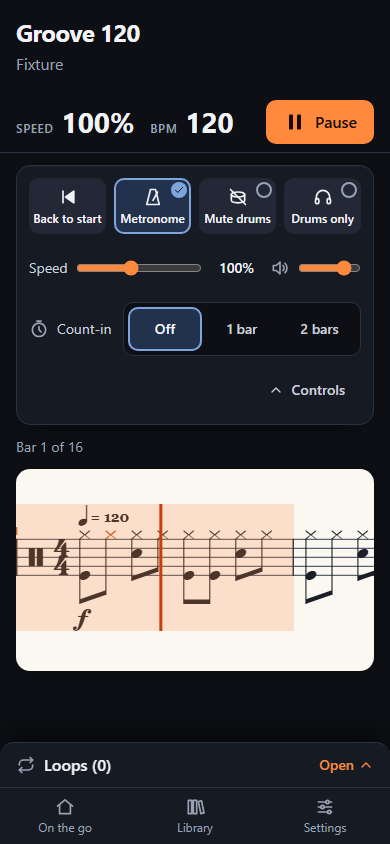 Groove 120
Fixture
SPEED 100% BPM 120 Pause
Back to start Metronome Mute drums Drums only
Speed 100%
Count-in Off 1 bar 2 bars
Controls
Bar 1 of 16
= 120
4
4
f
Loops (0) Open
On the go Library Settings